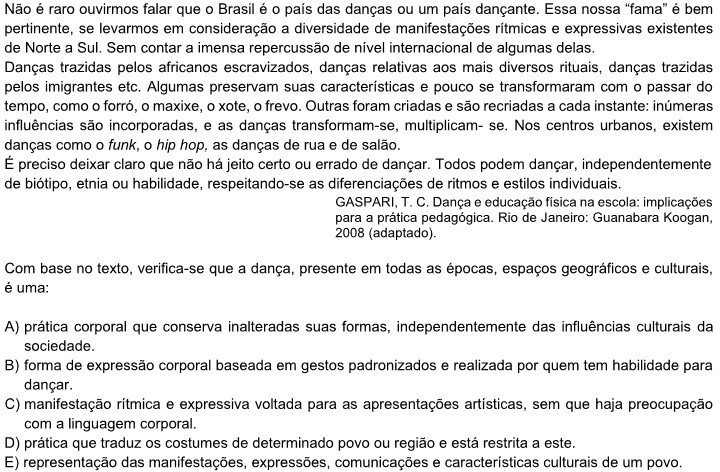 Não é raro ouvirmos falar que o Brasil é o país das danças ou um país dançante. Essa nossa “fama” é bem
pertinente, se levarmos em consideração a diversidade de manifestações rítmicas e expressivas existentes
de Norte a Sul. Sem contar a imensa repercussão de nível internacional de algumas delas.
Danças trazidas pelos africanos escravizados, danças relativas aos mais diversos rituais, danças trazidas
pelos imigrantes etc. Algumas preservam suas características e pouco se transformaram com o passar do
tempo, como o forró, o maxixe, o xote, o frevo. Outras foram criadas e são recriadas a cada instante: inúmeras
influências são incorporadas, e as danças transformam-se, multiplicam- se. Nos centros urbanos, existem
danças como o funk, o hip hop, as danças de rua e de salão.
É preciso deixar claro que não há jeito certo ou errado de dançar. Todos podem dançar, independentemente
de biótipo, etnia ou habilidade, respeitando-se as diferenciações de ritmos e estilos individuais.
GASPARI, T. C. Dança e educação física na escola: implicações
para a prática pedagógica. Rio de Janeiro: Guanabara Koogan,
2008 (adaptado).
Com base no texto, verifica-se que a dança, presente em todas as épocas, espaços geográficos e culturais,
é uma:
A) prática corporal que conserva inalteradas suas formas, independentemente das influências culturais da
sociedade.
B) forma de expressão corporal baseada em gestos padronizados e realizada por quem tem habilidade para
dançar.
C) manifestação rítmica e expressiva voltada para as apresentações artísticas, sem que haja preocupação
com a linguagem corporal.
D) prática que traduz os costumes de determinado povo ou região e está restrita a este.
E) representação das manifestações, expressões, comunicações e características culturais de um povo.